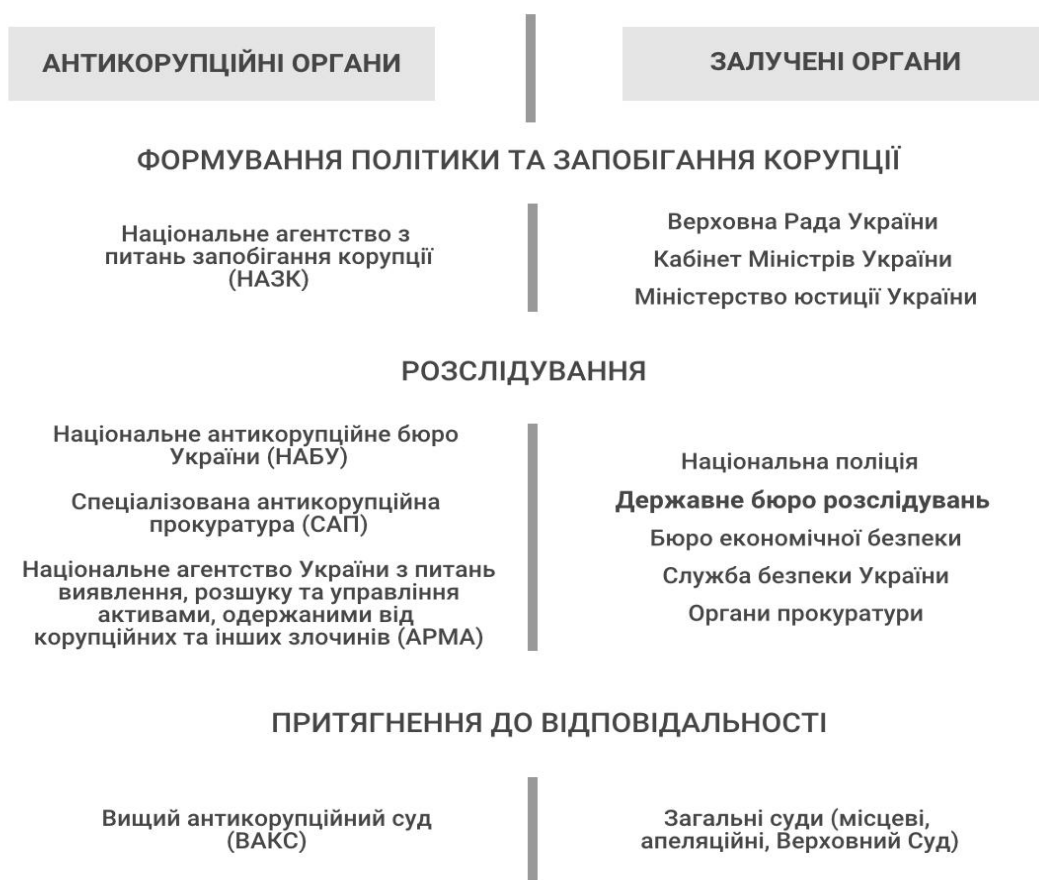 АНТИКОРУПЦІЙНІ ОРГАНИ
ЗАЛУЧЕНІ ОРГАНИ
ФОРМУВАННЯ ПОЛІТИКИ ТА ЗАПОБІГАННЯ КОРУПЦІЇ
Національне агентство з
питань запобігання корупції
(НАЗК)
Верховна Рада України
Кабінет Міністрів України
Міністерство юстиції України
РОЗСЛІДУВАННЯ
Національне антикорупційне бюро
України (НАБУ)
Спеціалізована антикорупційна
прокуратура (САП)
Національне агентство України з питань
виявлення, розшуку та управління
активами, одержаними від
корупційних та інших злочинів (АРМА)
Національна поліція
Державне бюро розслідувань
Бюро економічної безпеки
Служба безпеки України
Органи прокуратури
ПРИТЯГНЕННЯ ДО ВІДПОВІДАЛЬНОСТІ
Вищий антикорупційний суд
(ВАКС)
Загальні суди (місцеві,
апеляційні, Верховний Суд)